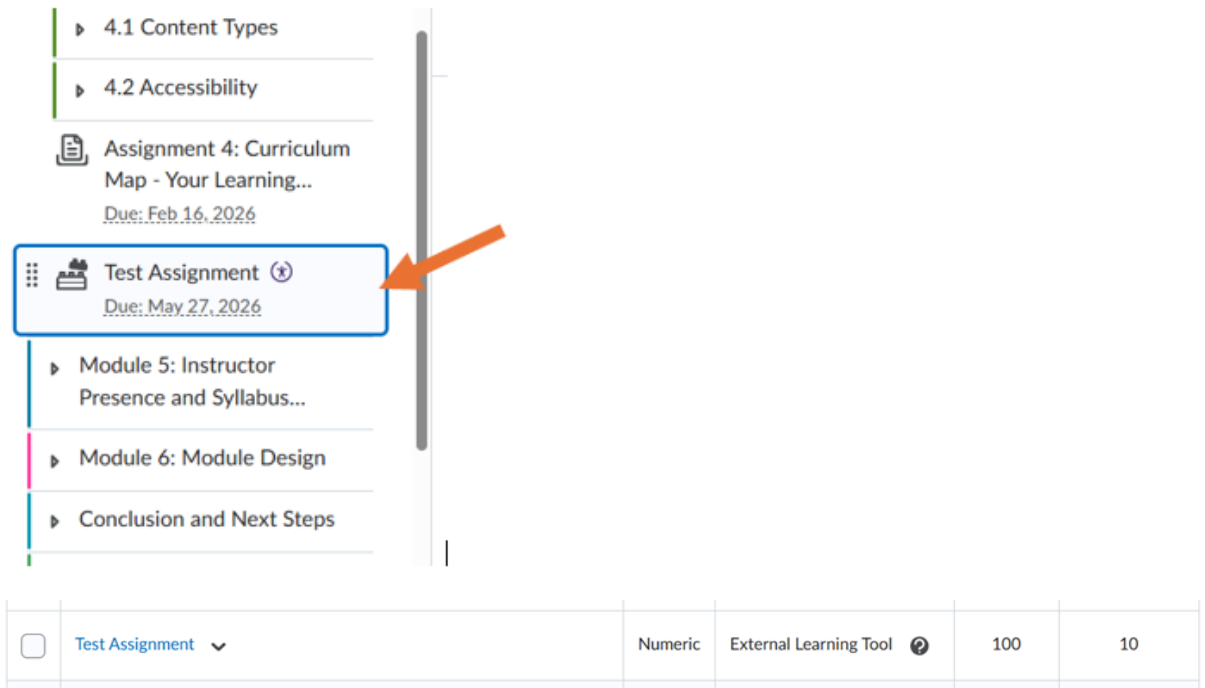 4.1 Content Types
4.2 Accessibility
Assignment 4: Curriculum
Map - Your Learning...
Due: Feb 16, 2026
Test Assignment
Due: May 27, 2026
Module 5: Instructor
Presence and Syllabus...
Module 6: Module Design
Conclusion and Next Steps
Test Assignment Numeric External Learning Tool 100 10